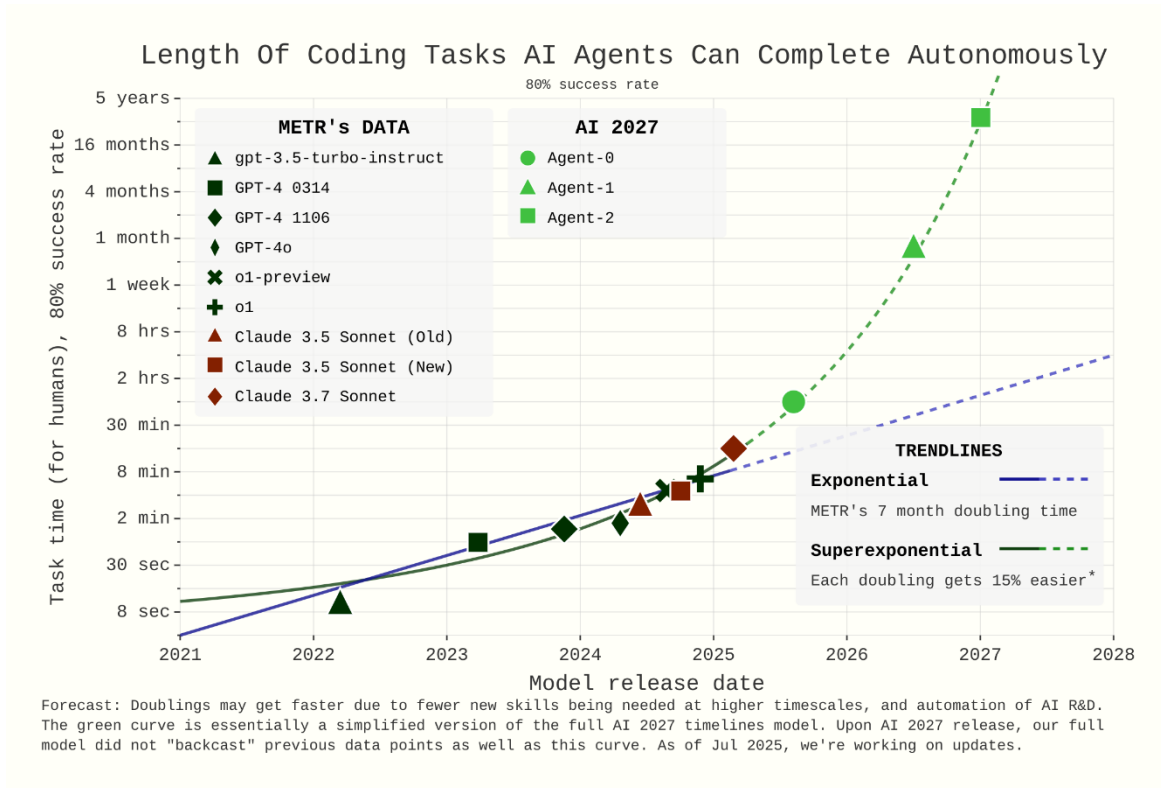 Length Of Coding Tasks AI Agents Can Complete Autonomously
80% success rate
Task time (for humans), 80% success rate
5 years
16 months
4 months
1 month
1 week
8 hrs
2 hrs
30 min
8 min
2 min
30 sec
8 sec
METR's DATA
gpt-3.5-turbo-instruct
GPT-4 0314
GPT-4 1106
GPT-4o
o1-preview
o1
Claude 3.5 Sonnet (Old)
Claude 3.5 Sonnet (New)
Claude 3.7 Sonnet
AI 2027
Agent-0
Agent-1
Agent-2
TRENDLINES
Exponential
METR's 7 month doubling time
Superexponential
Each doubling gets 15% easier*
2021 2022 2023 2024 2025 2026 2027 2028
Model release date
Forecast: Doublings may get faster due to fewer new skills being needed at higher timescales, and automation of AI R&D.
The green curve is essentially a simplified version of the full AI 2027 timelines model. Upon AI 2027 release, our full
model did not "backcast" previous data points as well as this curve. As of Jul 2025, we're working on updates.